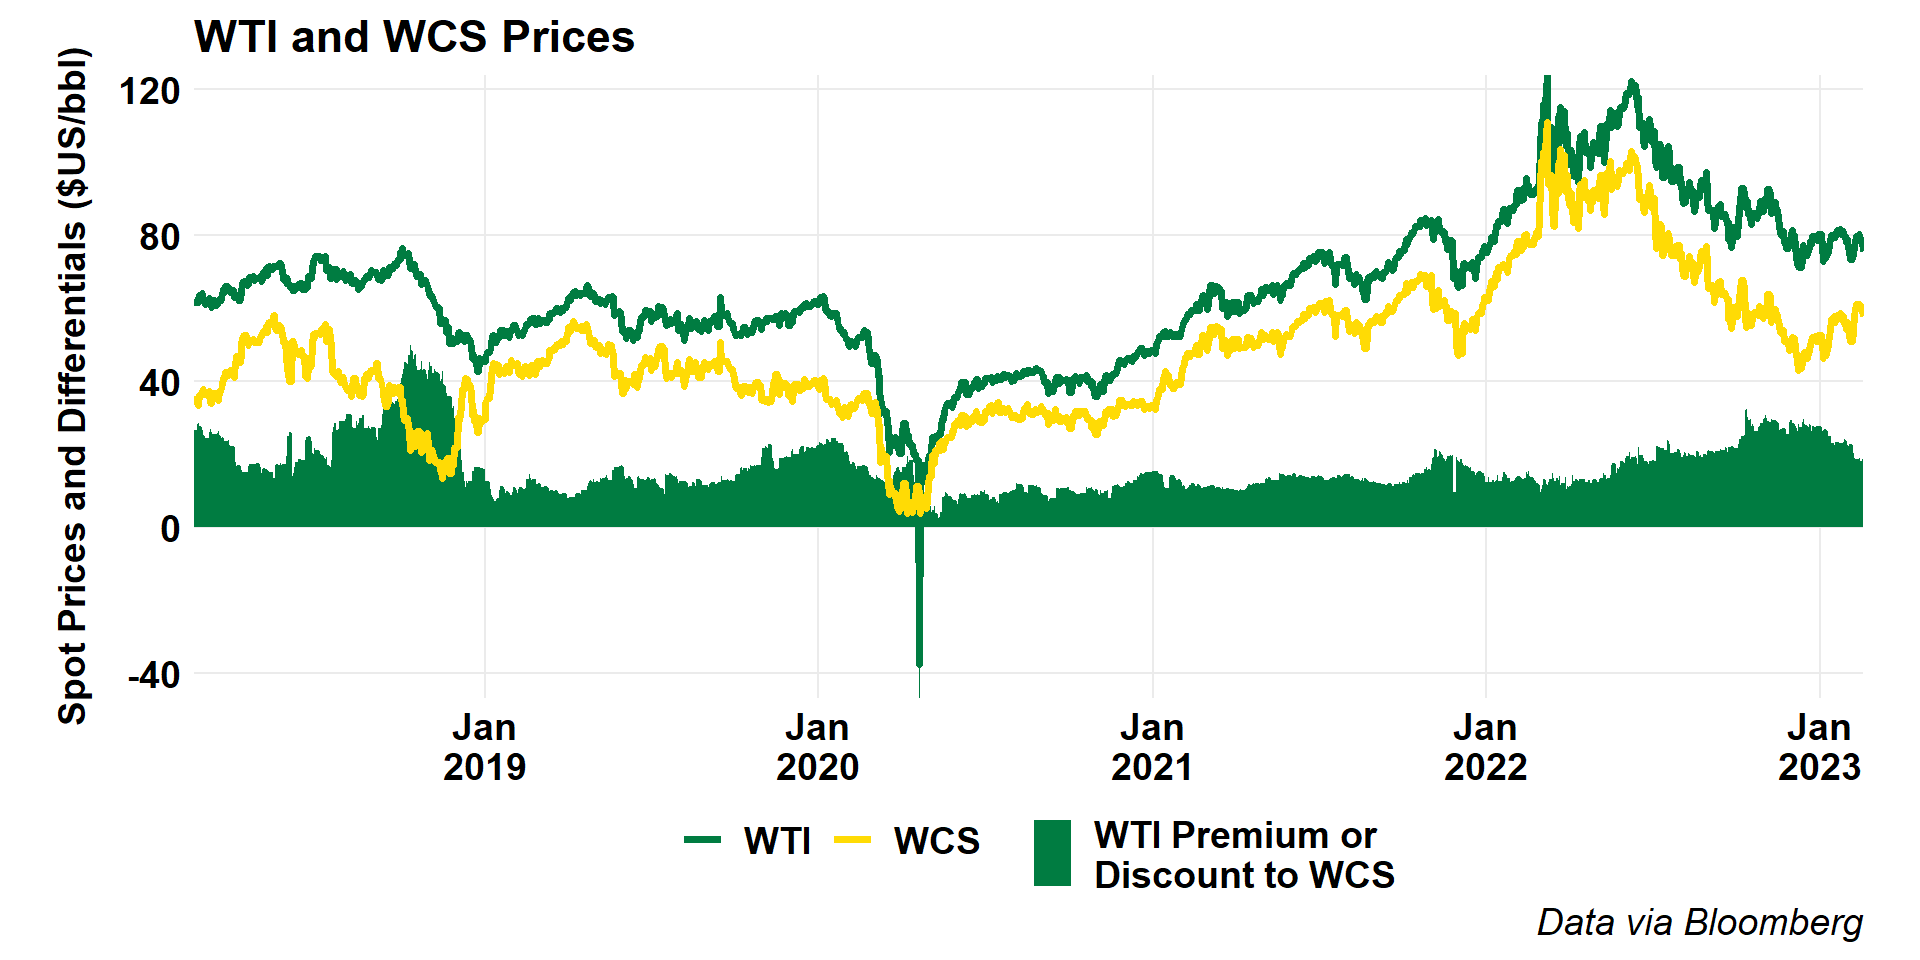 WTI and WCS Prices
Spot Prices and Differentials ($US/bbl)
120
80
40
0
-40
Jan
2019
Jan
2020
Jan
2021
Jan
2022
Jan
2023
WTI
WCS
WTI Premium or
Discount to WCS
Data via Bloomberg